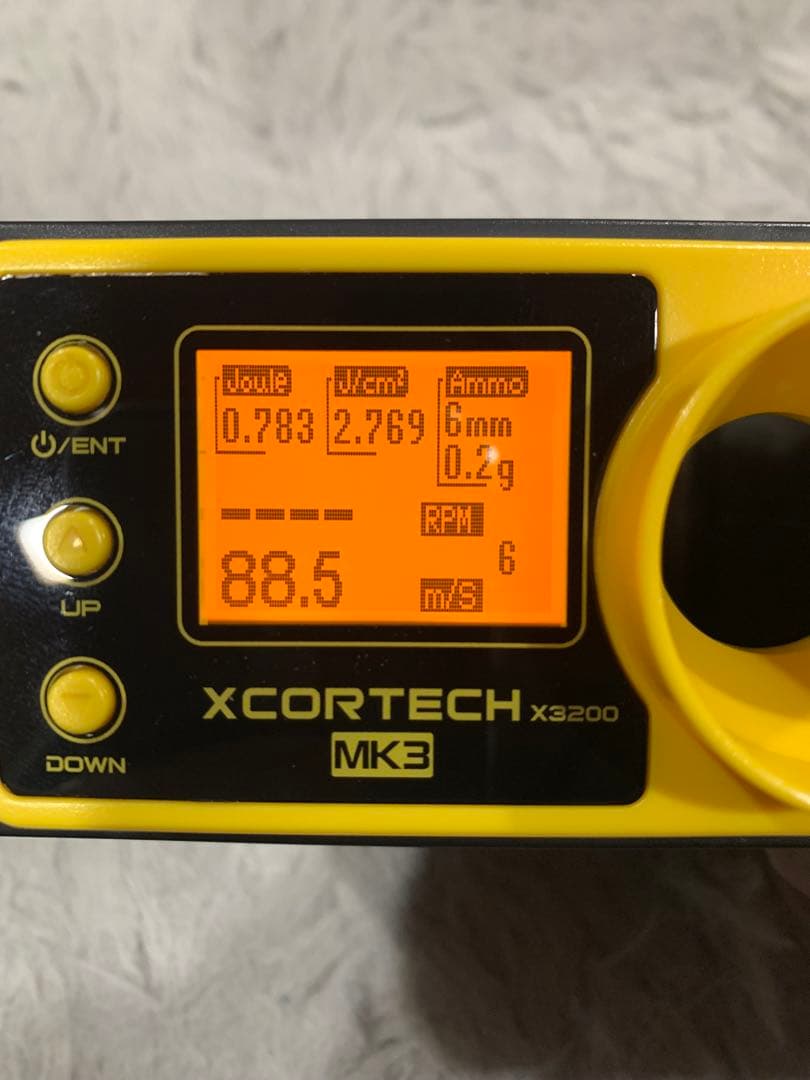 Joule J/cm² Ammo
0.783 2.769 6mm
0.2g
---- RPM
6
88.5 m/S
⏻/ENT
UP
DOWN
XCORTECH X3200
MK3